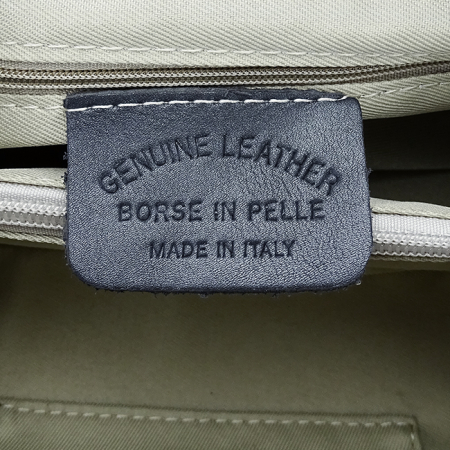 GENUINE LEATHER
BORSE IN PELLE
MADE IN ITALY